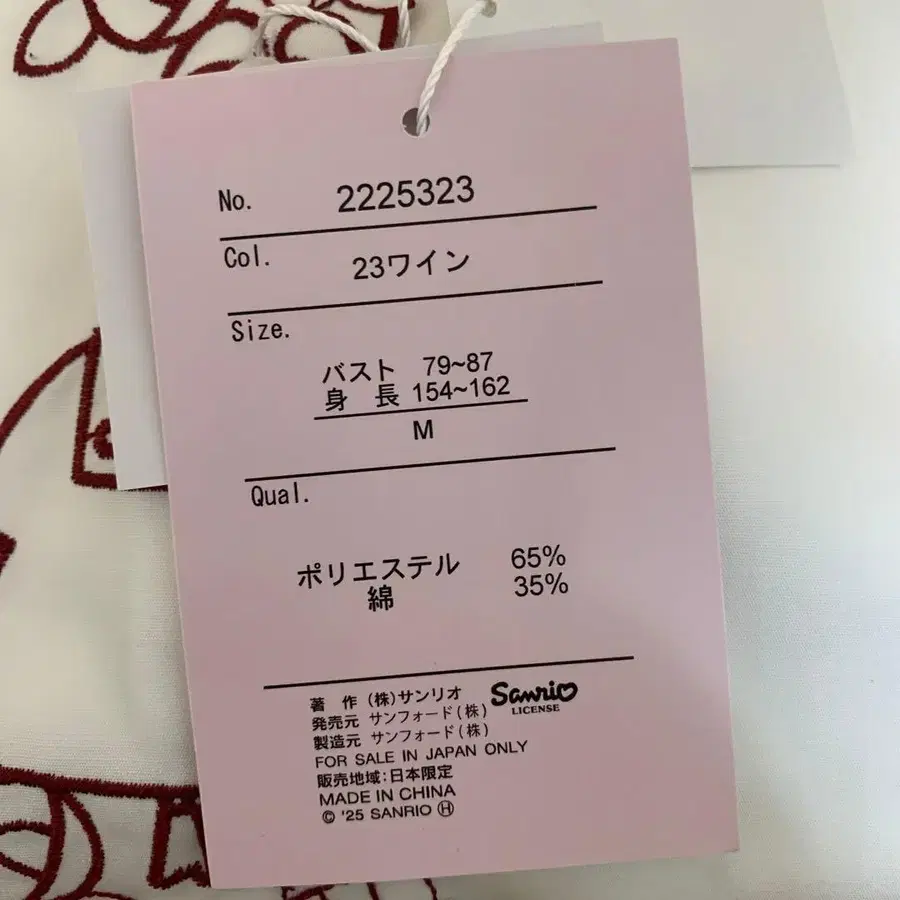 No. 2225323
Col. 23ワイン
Size.
バスト 79~87
身 長 154~162
M
Qual.
ポリエステル 65%
綿 35%
著 作 (株)サンリオ Sanrio
LICENSE
発売元 サンフォード(株)
製造元 サンフォード(株)
FOR SALE IN JAPAN ONLY
販売地域:日本限定
MADE IN CHINA
© '25 SANRIO Ⓗ